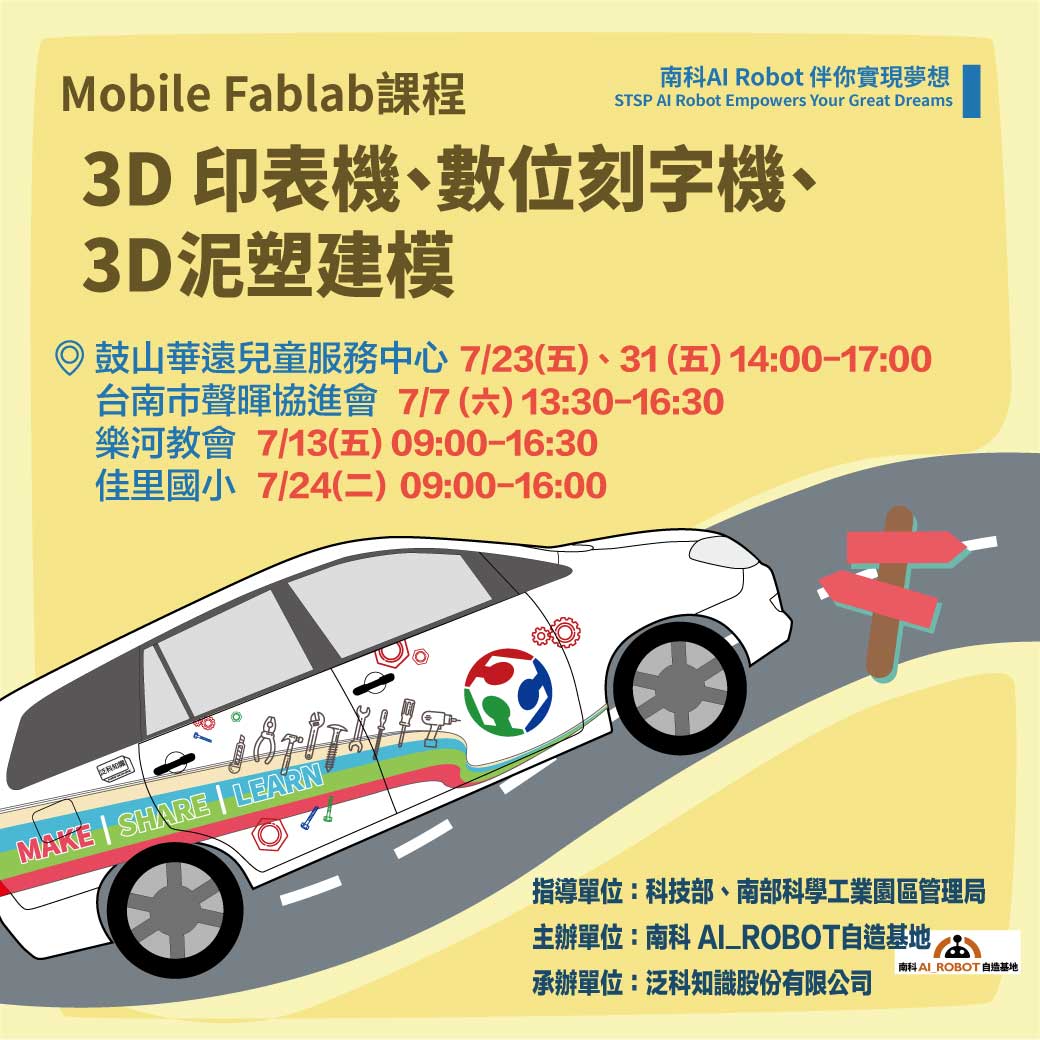 Mobile Fablab課程
南科AI Robot 伴你實現夢想
STSP AI Robot Empowers Your Great Dreams
3D 印表機、數位刻字機、
3D泥塑建模
鼓山華遠兒童服務中心 7/23(五)、31(五) 14:00-17:00
台南市聲暉協進會 7/7 (六) 13:30-16:30
樂河教會 7/13(五) 09:00-16:30
佳里國小 7/24(二) 09:00-16:00
泛科知識
MAKE | SHARE | LEARN
指導單位：科技部、南部科學工業園區管理局
主辦單位：南科 AI_ROBOT自造基地
南科 AI_ROBOT 自造基地
承辦單位：泛科知識股份有限公司